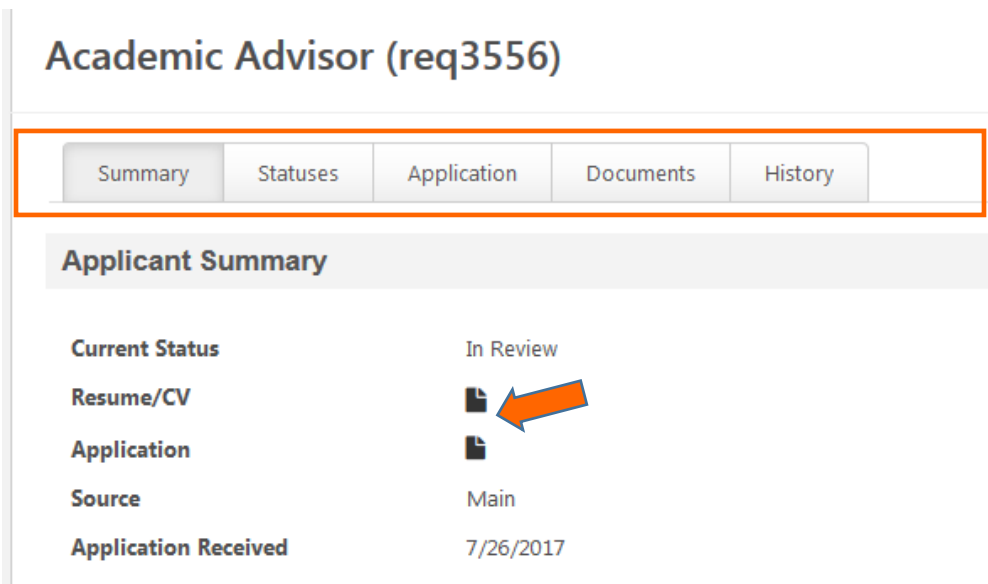 Academic Advisor (req3556)
Summary Statuses Application Documents History
Applicant Summary
Current Status In Review
Resume/CV
Application
Source Main
Application Received 7/26/2017